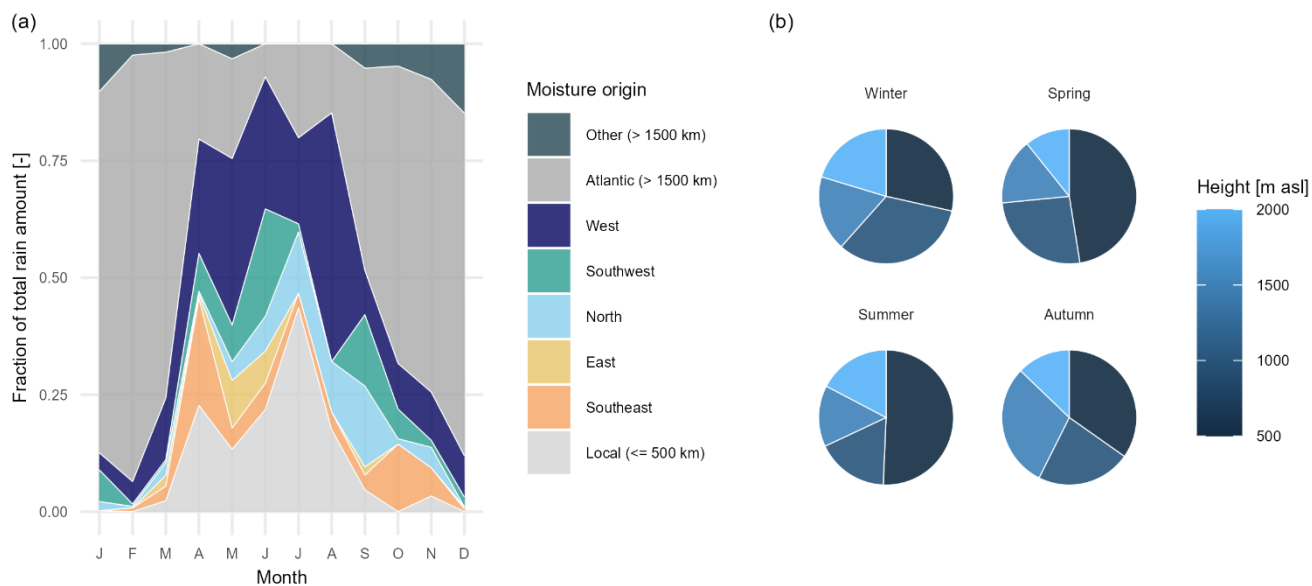 (a)
Fraction of total rain amount [-]
1.00
0.75
0.50
0.25
0.00
J F M A M J J A S O N D
Month
Moisture origin
Other (> 1500 km)
Atlantic (> 1500 km)
West
Southwest
North
East
Southeast
Local (<= 500 km)
(b)
Winter
Spring
Summer
Autumn
Height [m asl]
2000
1500
1000
500